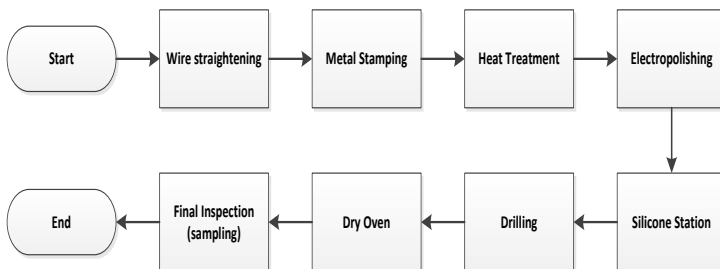 Start
Wire straightening
Metal Stamping
Heat Treatment
Electropolishing
Silicone Station
Drilling
Dry Oven
Final Inspection
(sampling)
End